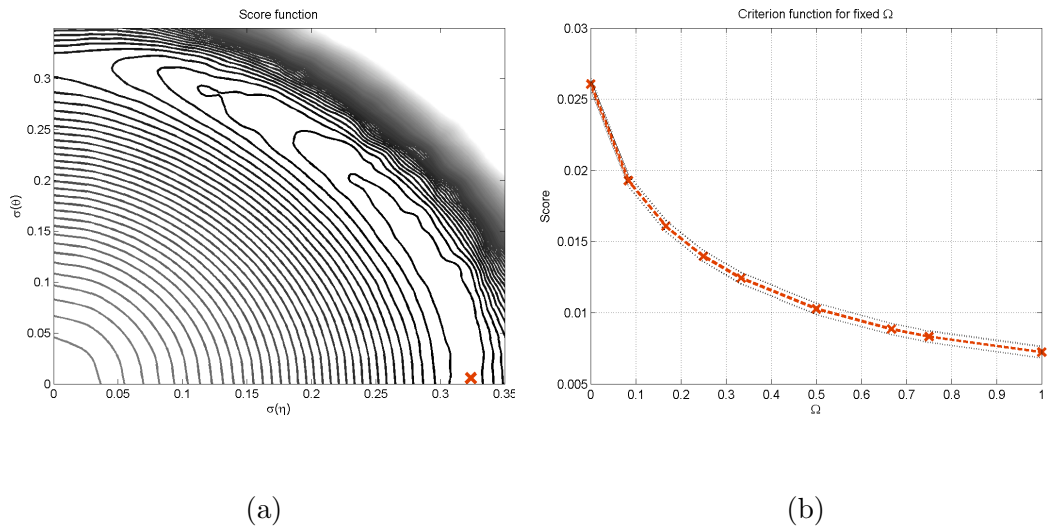 Score function
σ(θ)
0.3
0.25
0.2
0.15
0.1
0.05
0
0 0.05 0.1 0.15 0.2 0.25 0.3 0.35
σ(η)
(a)
Criterion function for fixed Ω
Score
0.03
0.025
0.02
0.015
0.01
0.005
0 0.1 0.2 0.3 0.4 0.5 0.6 0.7 0.8 0.9 1
Ω
(b)